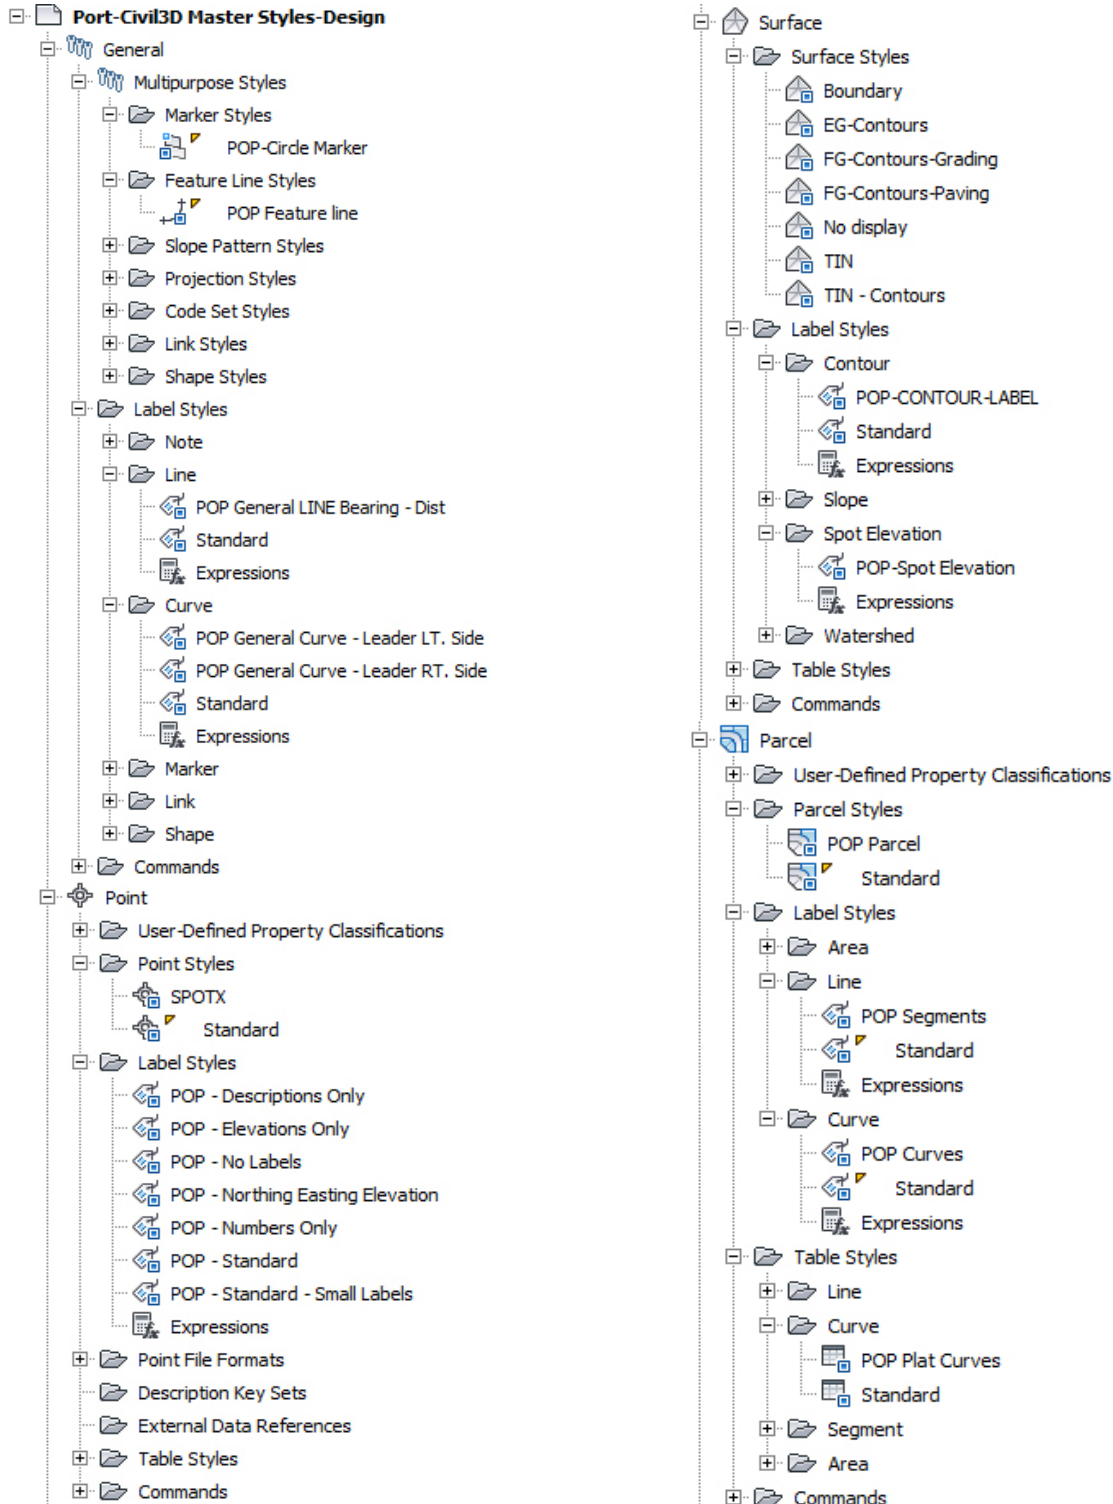 Port-Civil3D Master Styles-Design
General
Multipurpose Styles
Marker Styles
POP-Circle Marker
Feature Line Styles
POP Feature line
Slope Pattern Styles
Projection Styles
Code Set Styles
Link Styles
Shape Styles
Label Styles
Note
Line
POP General LINE Bearing - Dist
Standard
Expressions
Curve
POP General Curve - Leader LT. Side
POP General Curve - Leader RT. Side
Standard
Expressions
Marker
Link
Shape
Commands
Point
User-Defined Property Classifications
Point Styles
SPOTX
Standard
Label Styles
POP - Descriptions Only
POP - Elevations Only
POP - No Labels
POP - Northing Easting Elevation
POP - Numbers Only
POP - Standard
POP - Standard - Small Labels
Expressions
Point File Formats
Description Key Sets
External Data References
Table Styles
Commands
Surface
Surface Styles
Boundary
EG-Contours
FG-Contours-Grading
FG-Contours-Paving
No display
TIN
TIN - Contours
Label Styles
Contour
POP-CONTOUR-LABEL
Standard
Expressions
Slope
Spot Elevation
POP-Spot Elevation
Expressions
Watershed
Table Styles
Commands
Parcel
User-Defined Property Classifications
Parcel Styles
POP Parcel
Standard
Label Styles
Area
Line
POP Segments
Standard
Expressions
Curve
POP Curves
Standard
Expressions
Table Styles
Line
Curve
POP Plat Curves
Standard
Segment
Area
Commands